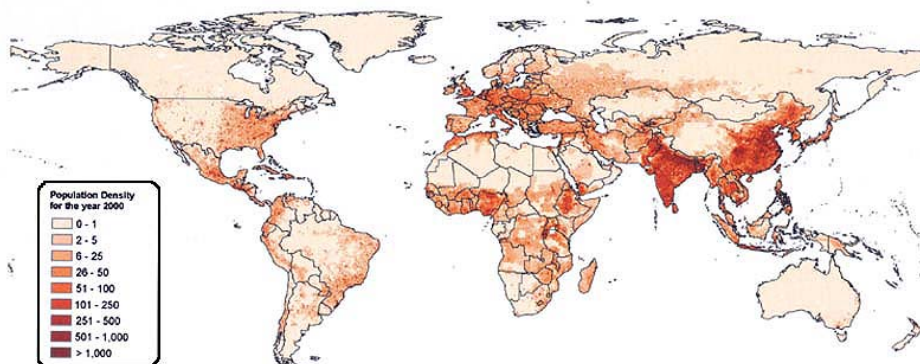 Population Density
for the year 2000
0 - 1
2 - 5
6 - 25
26 - 50
51 - 100
101 - 250
251 - 500
501 - 1,000
> 1,000